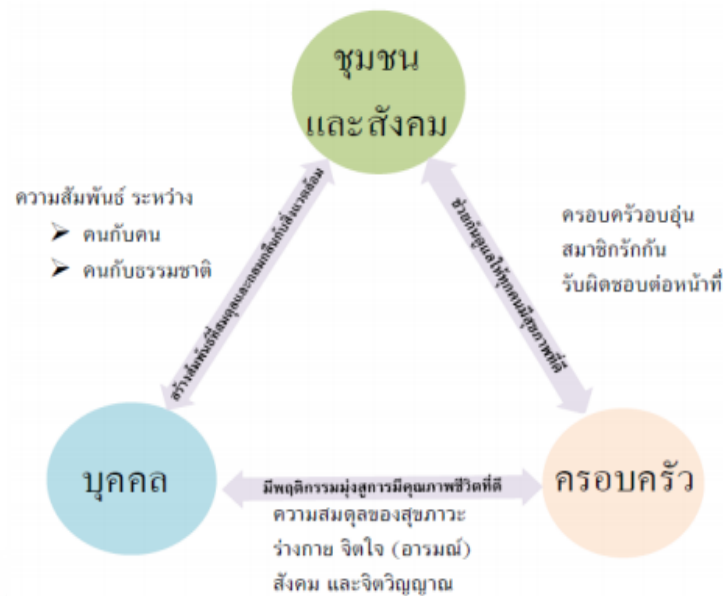 ชุมชน
และสังคม
ความสัมพันธ์ ระหว่าง
➢ คนกับคน
➢ คนกับธรรมชาติ
สร้างสัมพันธ์ที่สมดุลและกลมกลืนกับสิ่งแวดล้อม
ช่วยกันดูแลให้ทุกคนมีสุขภาพที่ดี
ครอบครัวอบอุ่น
สมาชิกรักกัน
รับผิดชอบต่อหน้าที่
บุคคล
มีพฤติกรรมมุ่งสูการมีคุณภาพชีวิตที่ดี
ครอบครัว
ความสมดุลของสุขภาวะ
ร่างกาย จิตใจ (อารมณ์)
สังคม และจิตวิญญาณ